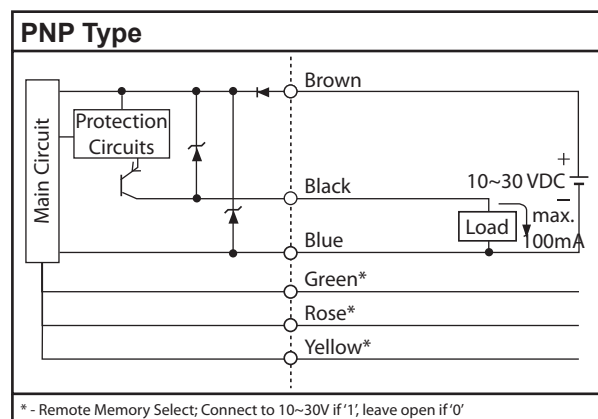 PNP Type
Brown
Protection
Circuits
Main Circuit
+
10~30 VDC
−
Black
Load
max.
100mA
Blue
Green*
Rose*
Yellow*
* - Remote Memory Select; Connect to 10~30V if ‘1’, leave open if ‘0’